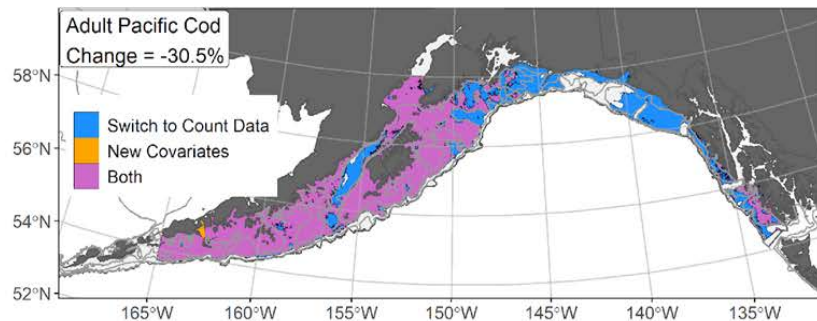 Adult Pacific Cod
Change = -30.5%
58°N
Switch to Count Data
56°N
New Covariates
Both
54°N
52°N
165°W 160°W 155°W 150°W 145°W 140°W 135°W